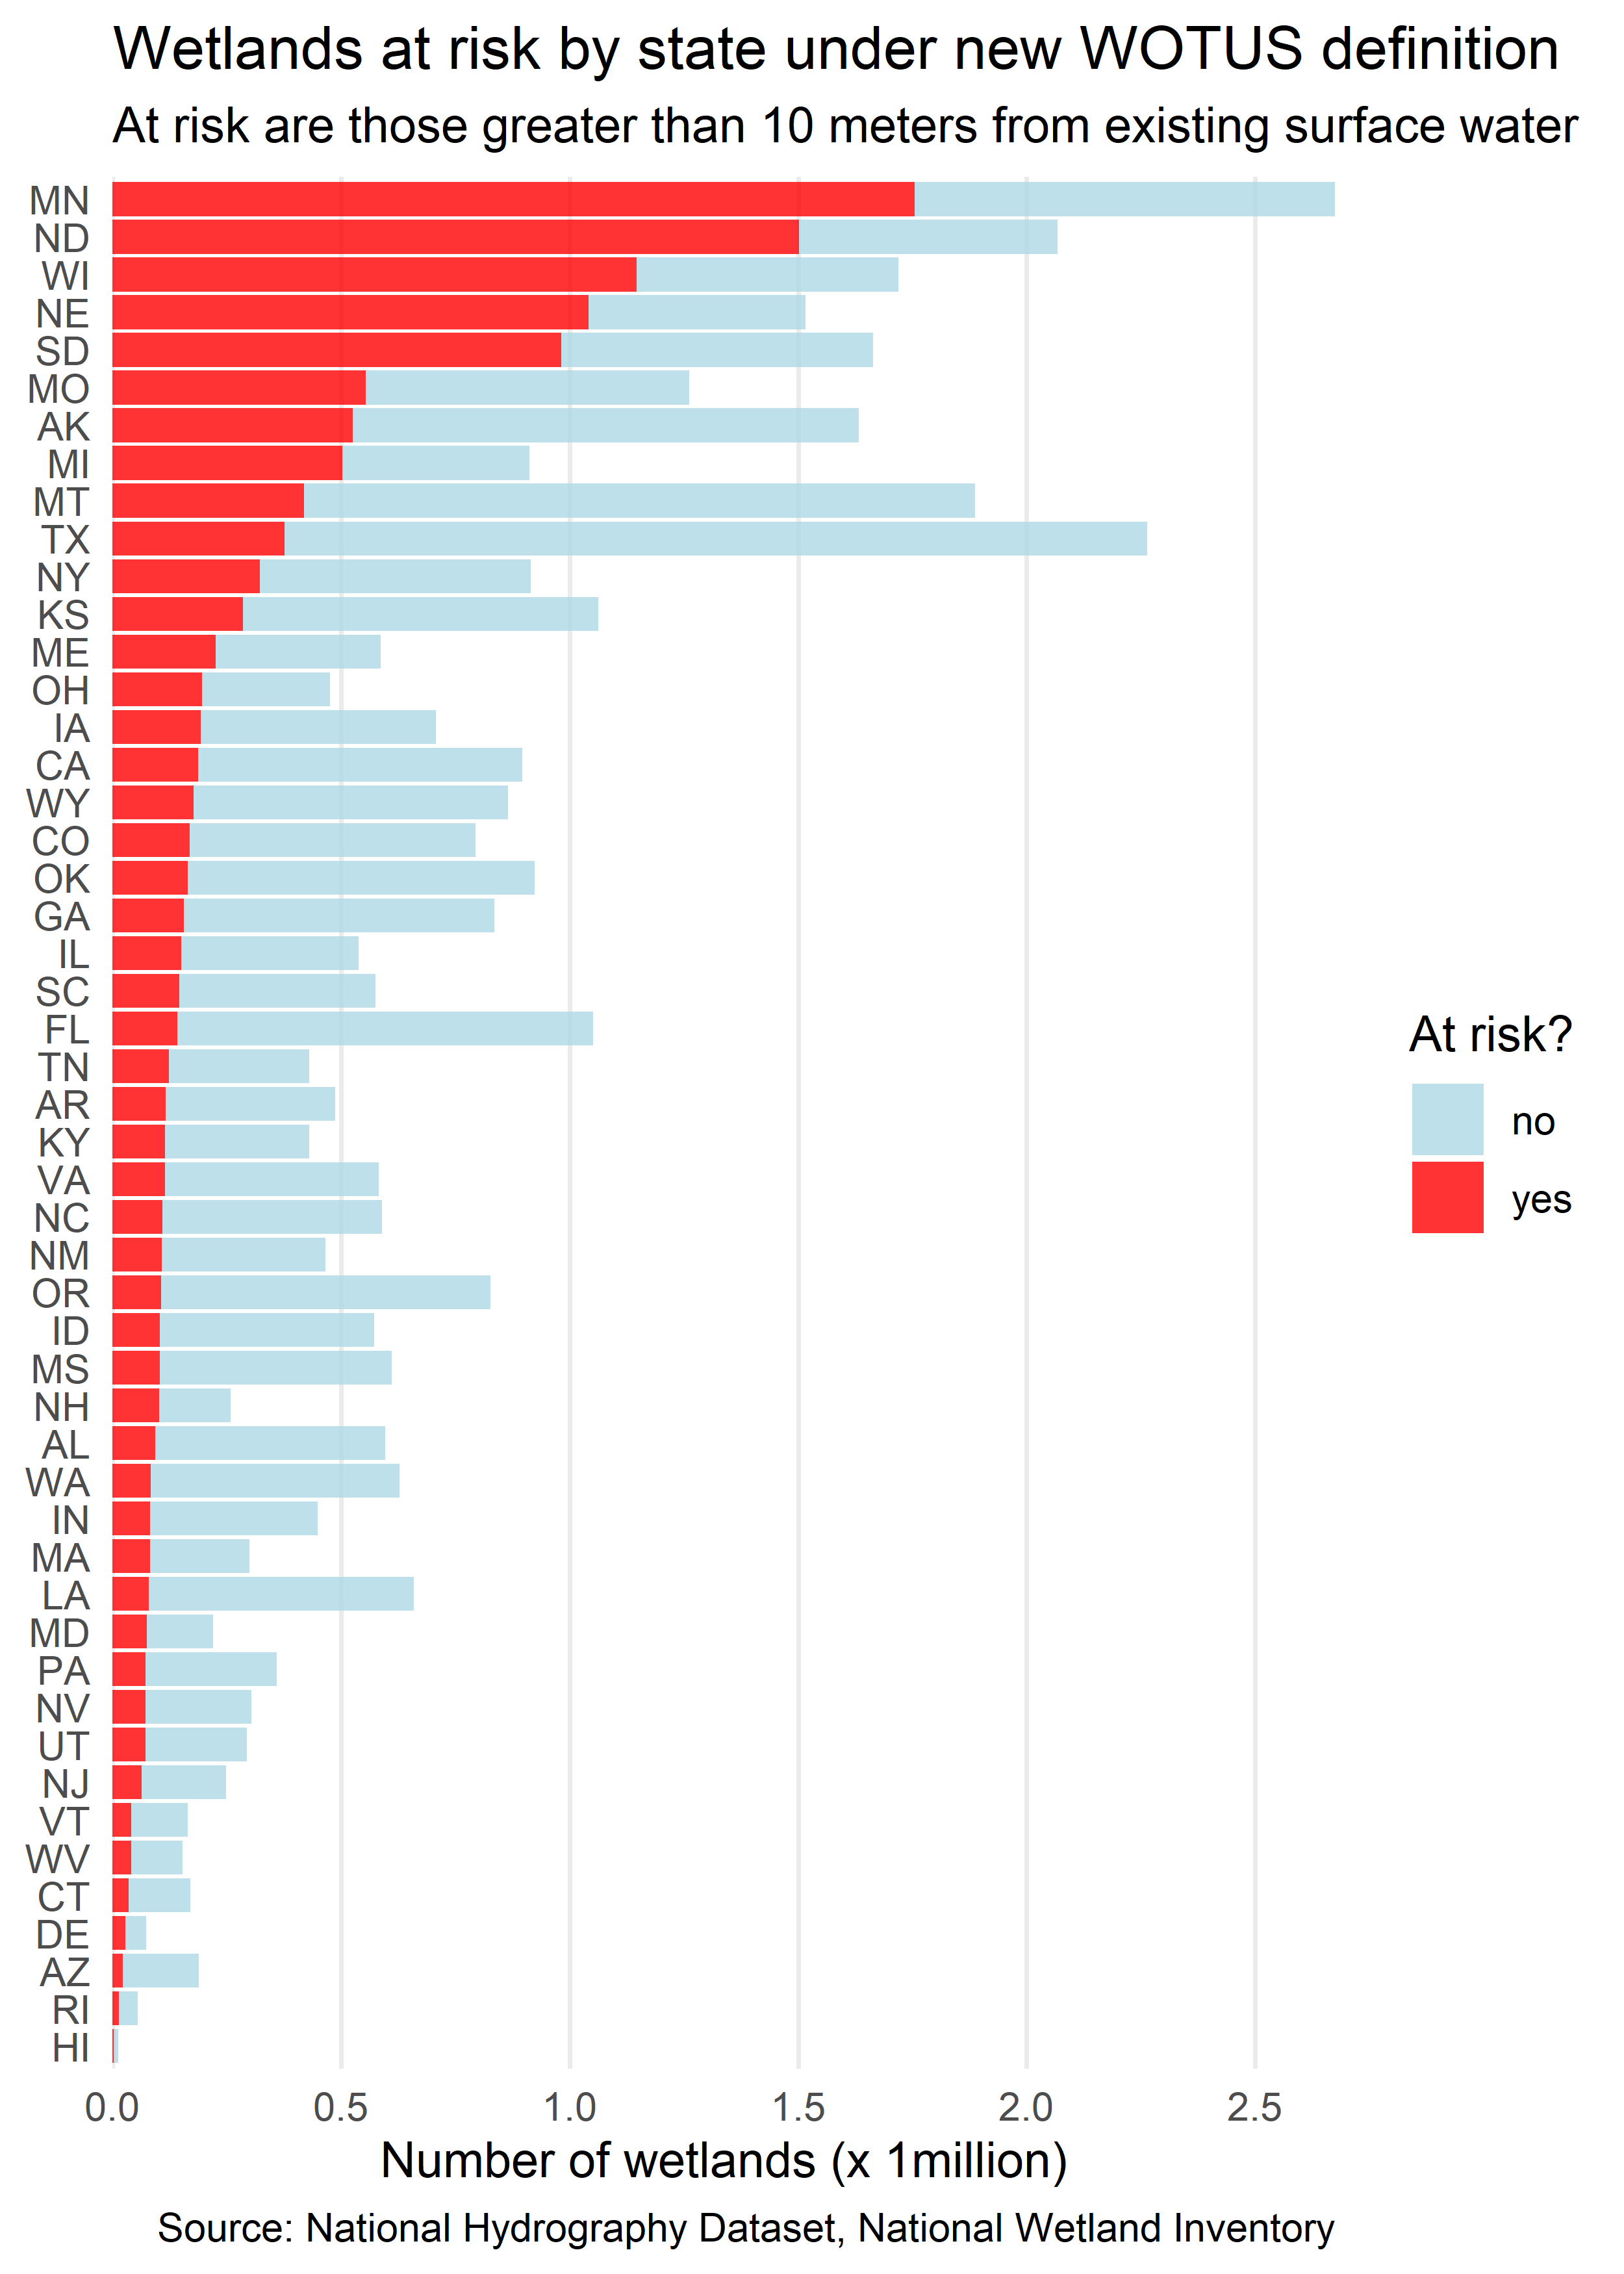 Wetlands at risk by state under new WOTUS definition
At risk are those greater than 10 meters from existing surface water
MN
ND
WI
NE
SD
MO
AK
MI
MT
TX
NY
KS
ME
OH
IA
CA
WY
CO
OK
GA
IL
SC
FL
TN
AR
KY
VA
NC
NM
OR
ID
MS
NH
AL
WA
IN
MA
LA
MD
PA
NV
UT
NJ
VT
WV
CT
DE
AZ
RI
HI
At risk?
no
yes
0.0 0.5 1.0 1.5 2.0 2.5
Number of wetlands (x 1million)
Source: National Hydrography Dataset, National Wetland Inventory